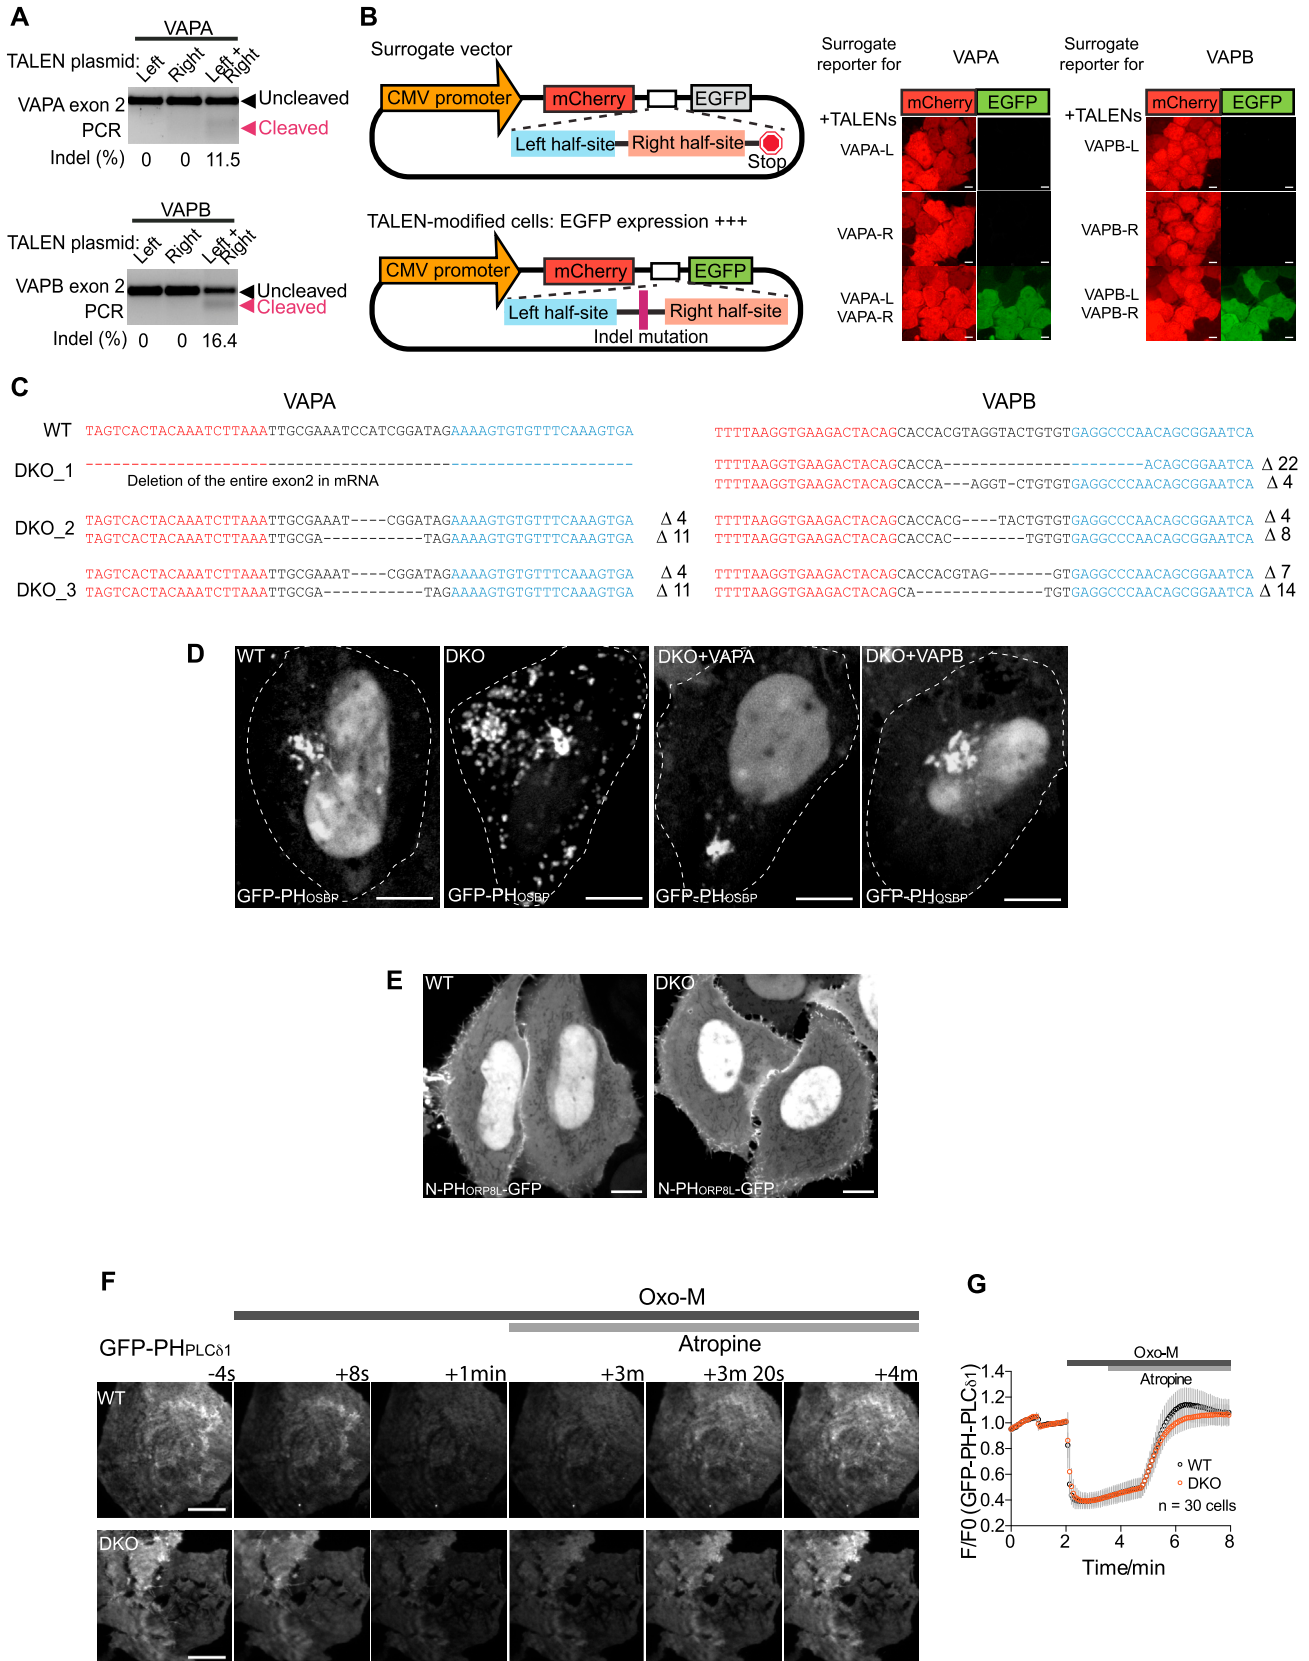 A
VAPA
TALEN plasmid: Left Right Left + Right
VAPA exon 2
PCR
Uncleaved
Cleaved
Indel (%) 0 0 11.5
VAPB
TALEN plasmid: Left Right Left + Right
VAPB exon 2
PCR
Uncleaved
Cleaved
Indel (%) 0 0 16.4
B
Surrogate vector
CMV promoter mCherry EGFP
Left half-site Right half-site
Stop
TALEN-modified cells: EGFP expression +++
CMV promoter mCherry EGFP
Left half-site Right half-site
Indel mutation
Surrogate reporter for VAPA
mCherry EGFP
+TALENs
VAPA-L
VAPA-R
VAPA-L
VAPA-R
Surrogate reporter for VAPB
mCherry EGFP
+TALENs
VAPB-L
VAPB-R
VAPB-L
VAPB-R
C
VAPA VAPB
WT TAGTCACTACAAATCTTAAATTGCGAAATCCATCGGATAGAAAAGTGTGTTTCAAAGTGA TTTTAAGGTGAAGACTACAGCACCACGTAGGTACTGTGTGAGGCCCAACAGCGGAATCA
DKO_1 ------------------------------------------------------------ TTTTAAGGTGAAGACTACAGCACCA----------------------ACAGCGGAATCA Δ 22
Deletion of the entire exon2 in mRNA TTTTAAGGTGAAGACTACAGCACCA---AGGT-CTGTGTGAGGCCCAACAGCGGAATCA Δ 4
DKO_2 TAGTCACTACAAATCTTAAATTGCGAAAT----CGGATAGAAAAGTGTGTTTCAAAGTGA Δ 4 TTTTAAGGTGAAGACTACAGCACCACG----TACTGTGTGAGGCCCAACAGCGGAATCA Δ 4
TAGTCACTACAAATCTTAAATTGCGA-----------TAGAAAAGTGTGTTTCAAAGTGA Δ 11 TTTTAAGGTGAAGACTACAGCACCAC--------TGTGTGAGGCCCAACAGCGGAATCA Δ 8
DKO_3 TAGTCACTACAAATCTTAAATTGCGAAAT----CGGATAGAAAAGTGTGTTTCAAAGTGA Δ 4 TTTTAAGGTGAAGACTACAGCACCACGTAG-------GTGAGGCCCAACAGCGGAATCA Δ 7
TAGTCACTACAAATCTTAAATTGCGA-----------TAGAAAAGTGTGTTTCAAAGTGA Δ 11 TTTTAAGGTGAAGACTACAGCA--------------TGTGAGGCCCAACAGCGGAATCA Δ 14
D
WT DKO DKO+VAPA DKO+VAPB
GFP-PHOSBP GFP-PHOSBP GFP-PHOSBP GFP-PHOSBP
E
WT DKO
N-PHORP8L-GFP N-PHORP8L-GFP
F
Oxo-M
Atropine
GFP-PHPLCδ1
-4s +8s +1min +3m +3m 20s +4m
WT
DKO
G
Oxo-M
Atropine
F/F0 (GFP-PH-PLCδ1)
1.4
1.2
1.0
0.8
0.6
0.4
0.2
WT
DKO
n = 30 cells
0 2 4 6 8
Time/min